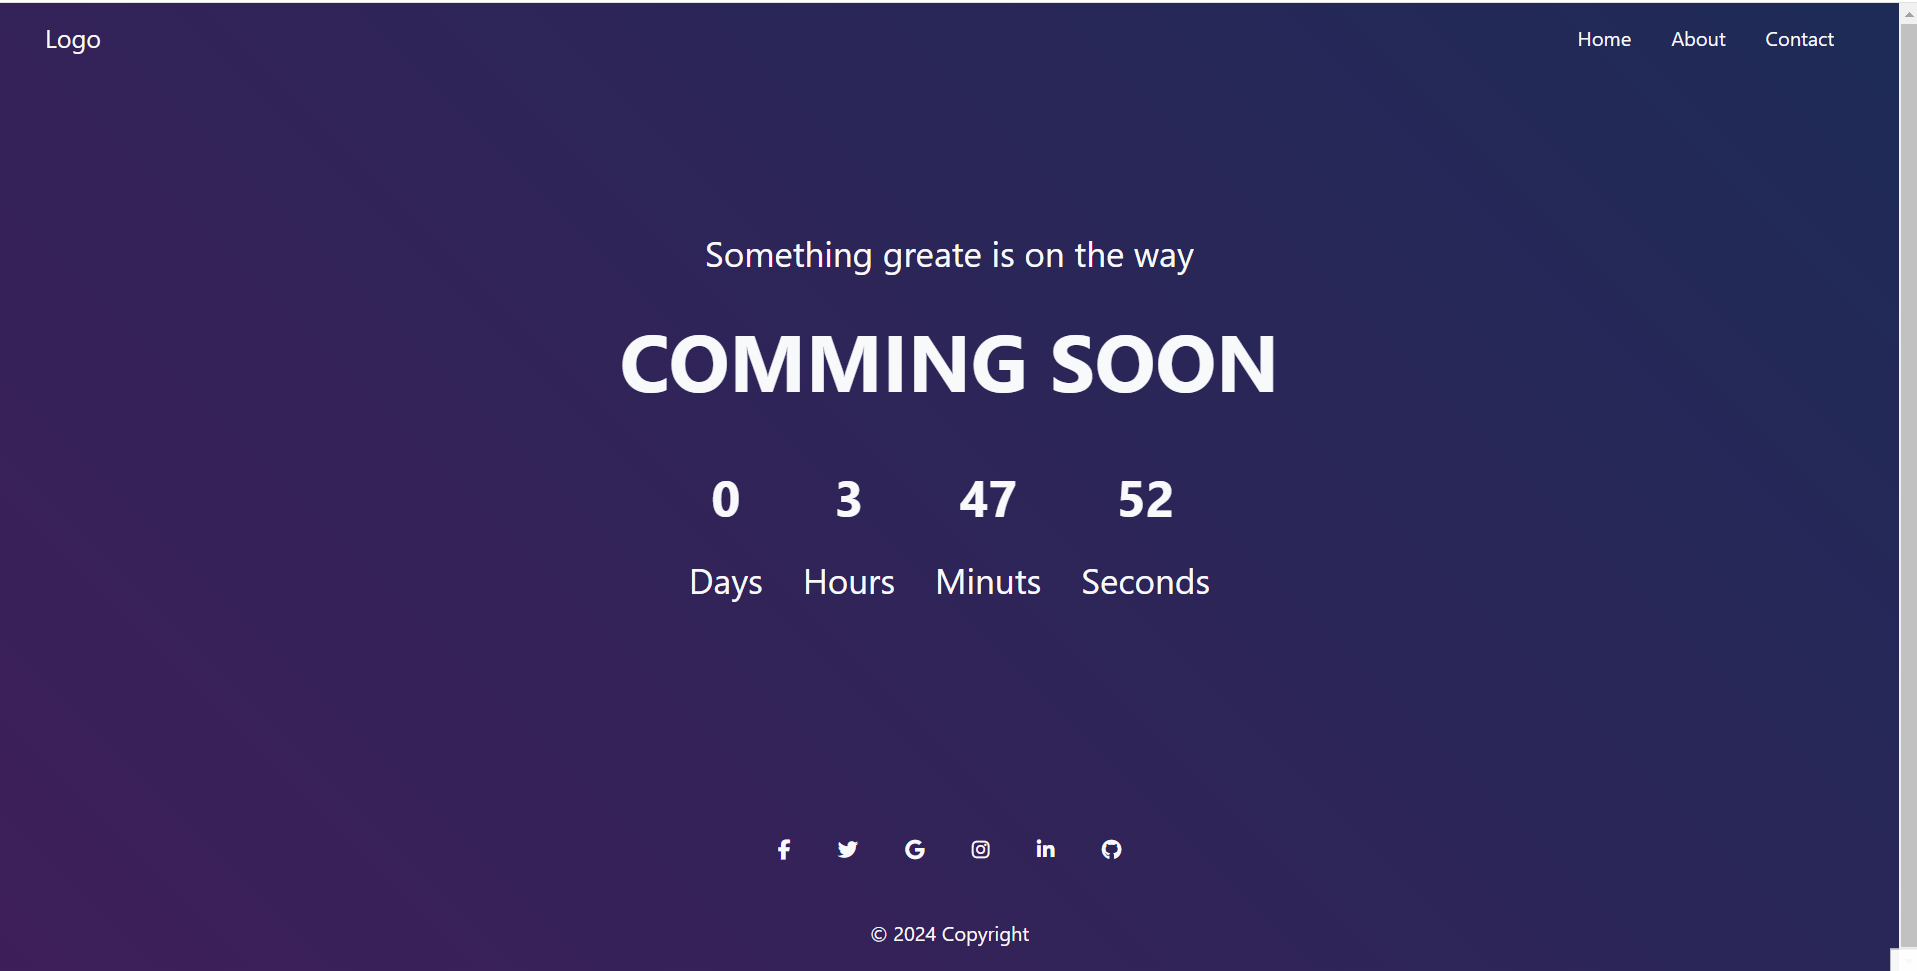 Logo Home About Contact
Something greate is on the way
COMMING SOON
0 3 47 52
Days Hours Minuts Seconds
© 2024 Copyright